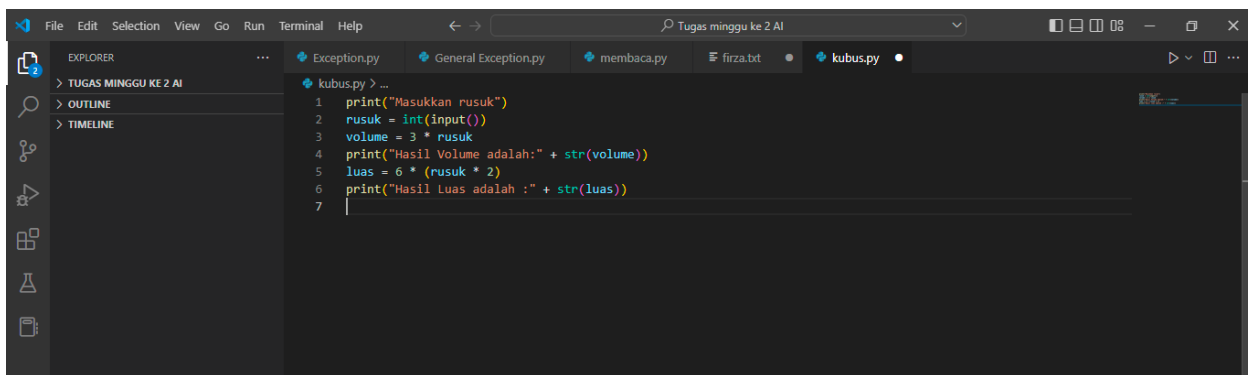 File Edit Selection View Go Run Terminal Help
Tugas minggu ke 2 AI
EXPLORER
Exception.py General Exception.py membaca.py firza.txt kubus.py
2
TUGAS MINGGU KE 2 AI
OUTLINE
TIMELINE
kubus.py > ...
1 print("Masukkan rusuk")
2 rusuk = int(input())
3 volume = 3 * rusuk
4 print("Hasil Volume adalah:" + str(volume))
5 luas = 6 * (rusuk * 2)
6 print("Hasil Luas adalah :" + str(luas))
7